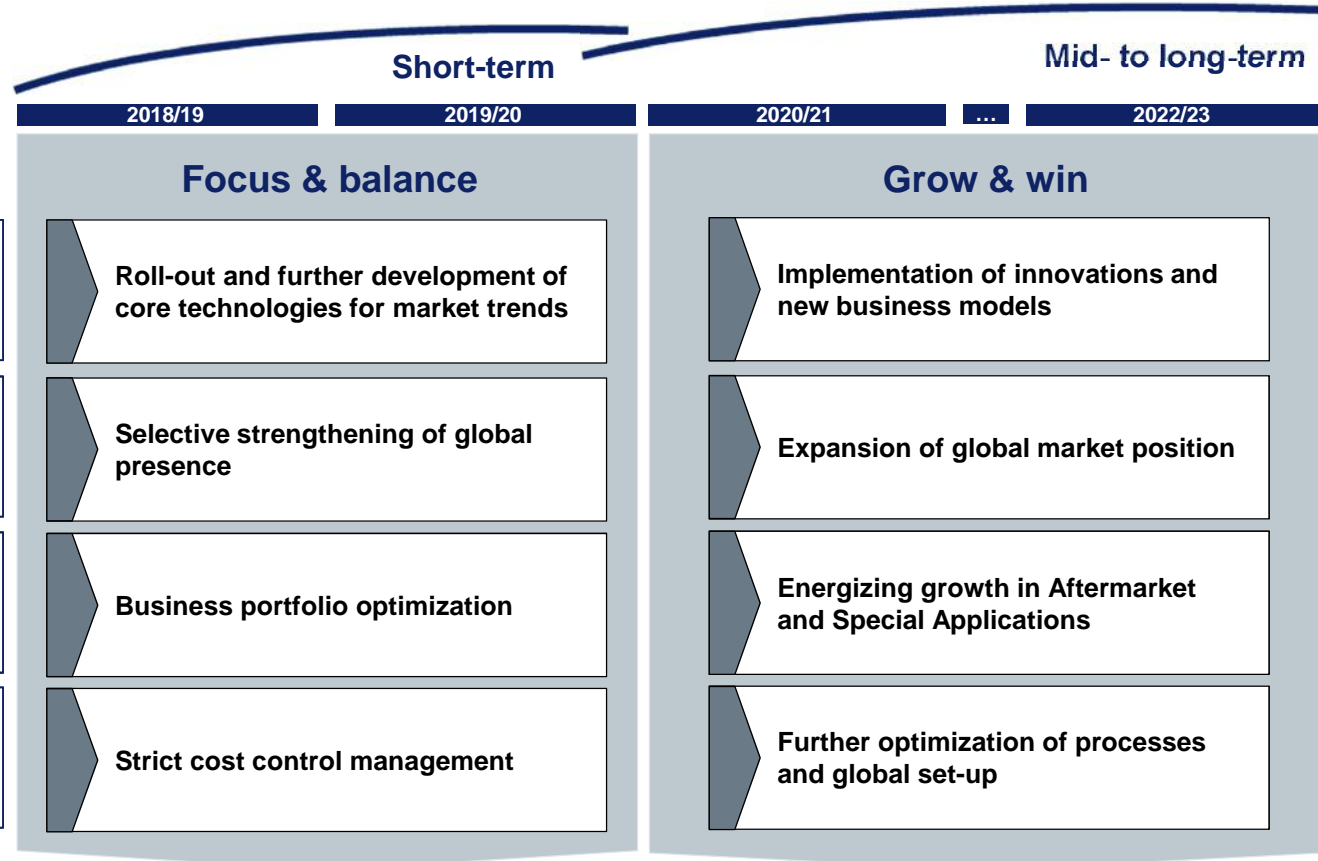 Short-term
Mid- to long-term
2018/19
2019/20
2020/21
...
2022/23
Focus & balance
Roll-out and further development of
core technologies for market trends
Selective strengthening of global
presence
Business portfolio optimization
Strict cost control management
Grow & win
Implementation of innovations and
new business models
Expansion of global market position
Energizing growth in Aftermarket
and Special Applications
Further optimization of processes
and global set-up